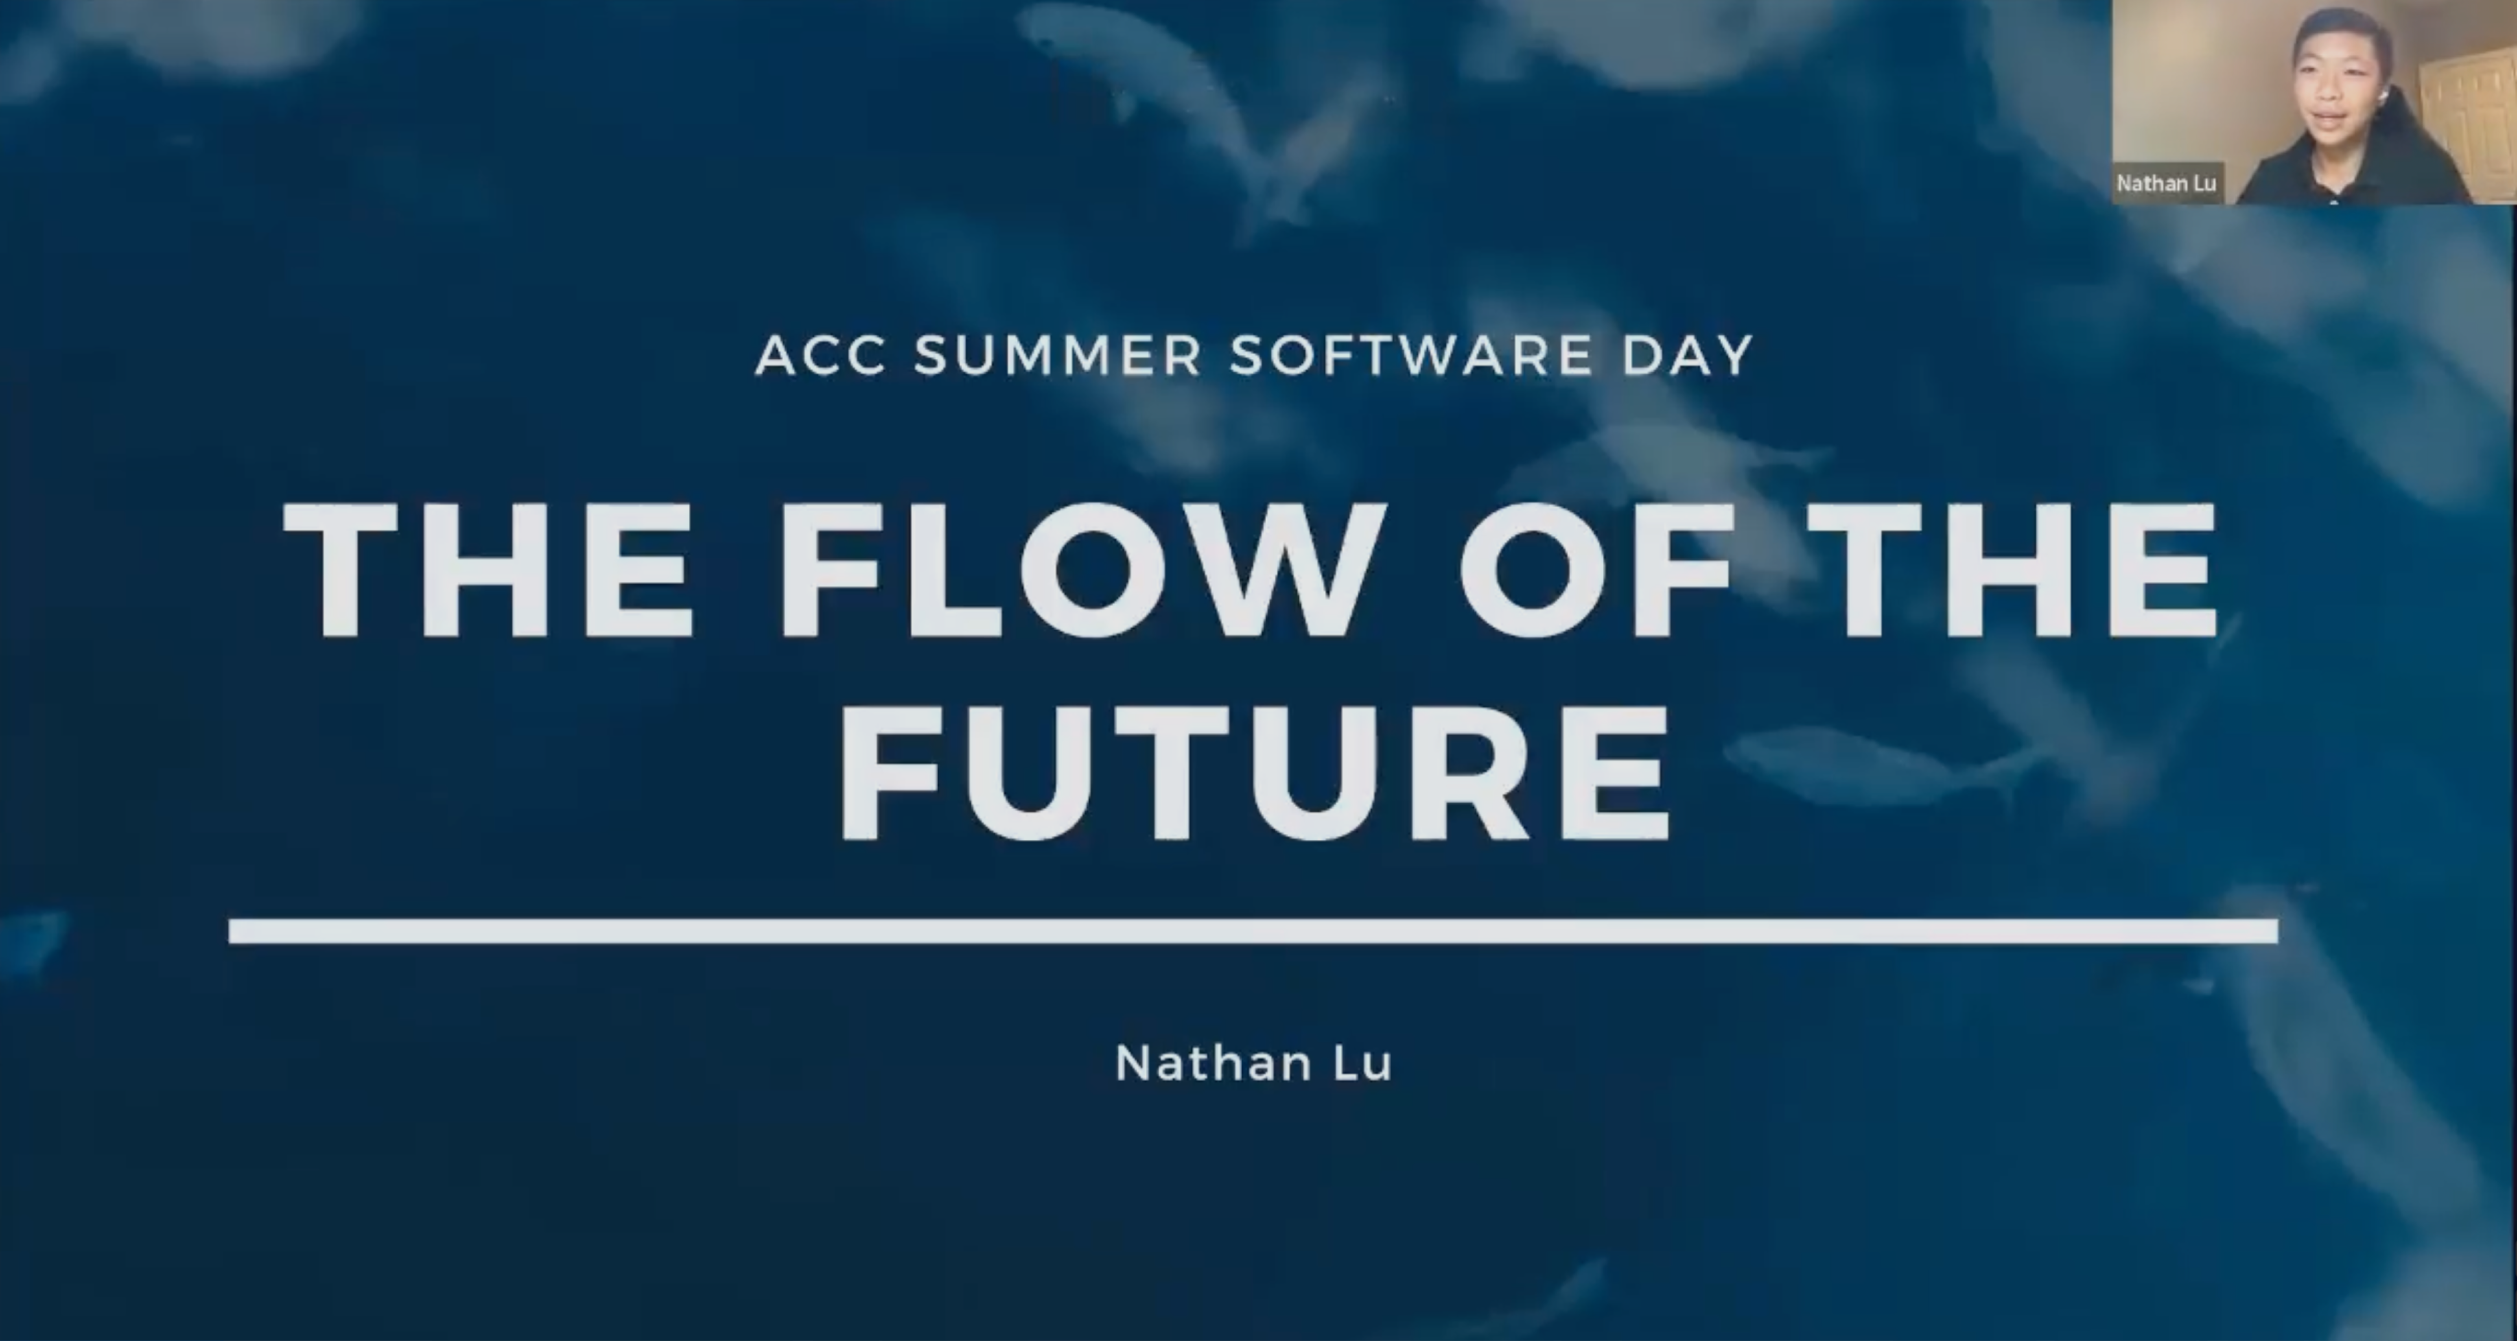 Nathan Lu
ACC SUMMER SOFTWARE DAY
THE FLOW OF THE
FUTURE
Nathan Lu